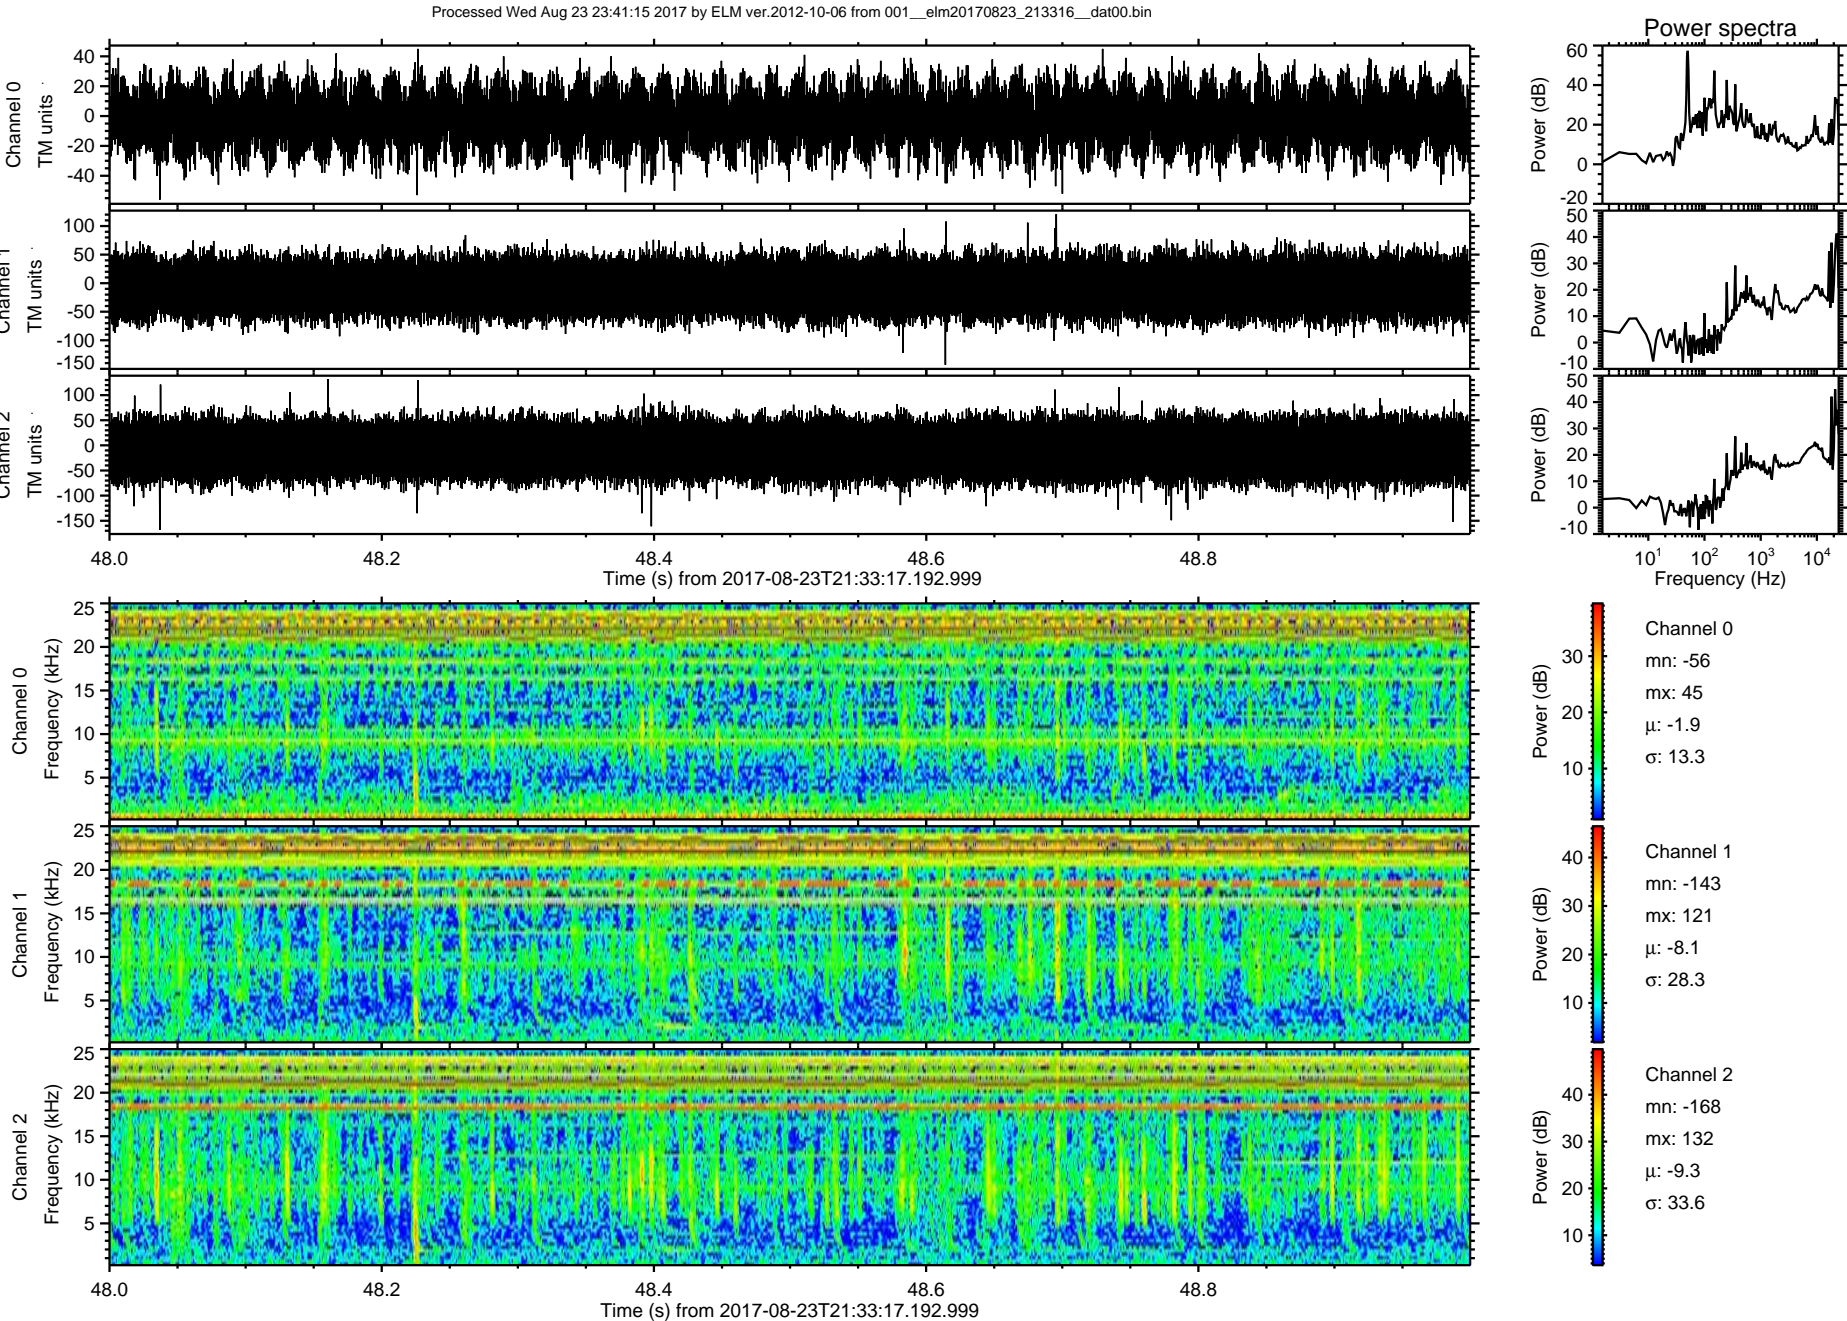 Processed Wed Aug 23 23:41:15 2017 by ELM ver.2012-10-06 from 001__elm20170823_213316__dat00.bin
Power spectra
Channel 0
TM units
40
20
0
-20
-40
Power (dB)
60
40
20
0
-20
Channel 1
TM units
100
50
0
-50
-100
-150
Power (dB)
50
40
30
20
10
0
-10
Channel 2
TM units
100
50
0
-50
-100
-150
Power (dB)
50
40
30
20
10
0
-10
48.0 48.2 48.4 48.6 48.8
Time (s) from 2017-08-23T21:33:17.192.999
10¹ 10² 10³ 10⁴
Frequency (Hz)
Channel 0
Frequency (kHz)
25
20
15
10
5
Power (dB)
30
20
10
Channel 0
mn: -56
mx: 45
μ: -1.9
σ: 13.3
Channel 1
Frequency (kHz)
25
20
15
10
5
Power (dB)
40
30
20
10
Channel 1
mn: -143
mx: 121
μ: -8.1
σ: 28.3
Channel 2
Frequency (kHz)
25
20
15
10
5
Power (dB)
40
30
20
10
Channel 2
mn: -168
mx: 132
μ: -9.3
σ: 33.6
48.0 48.2 48.4 48.6 48.8
Time (s) from 2017-08-23T21:33:17.192.999